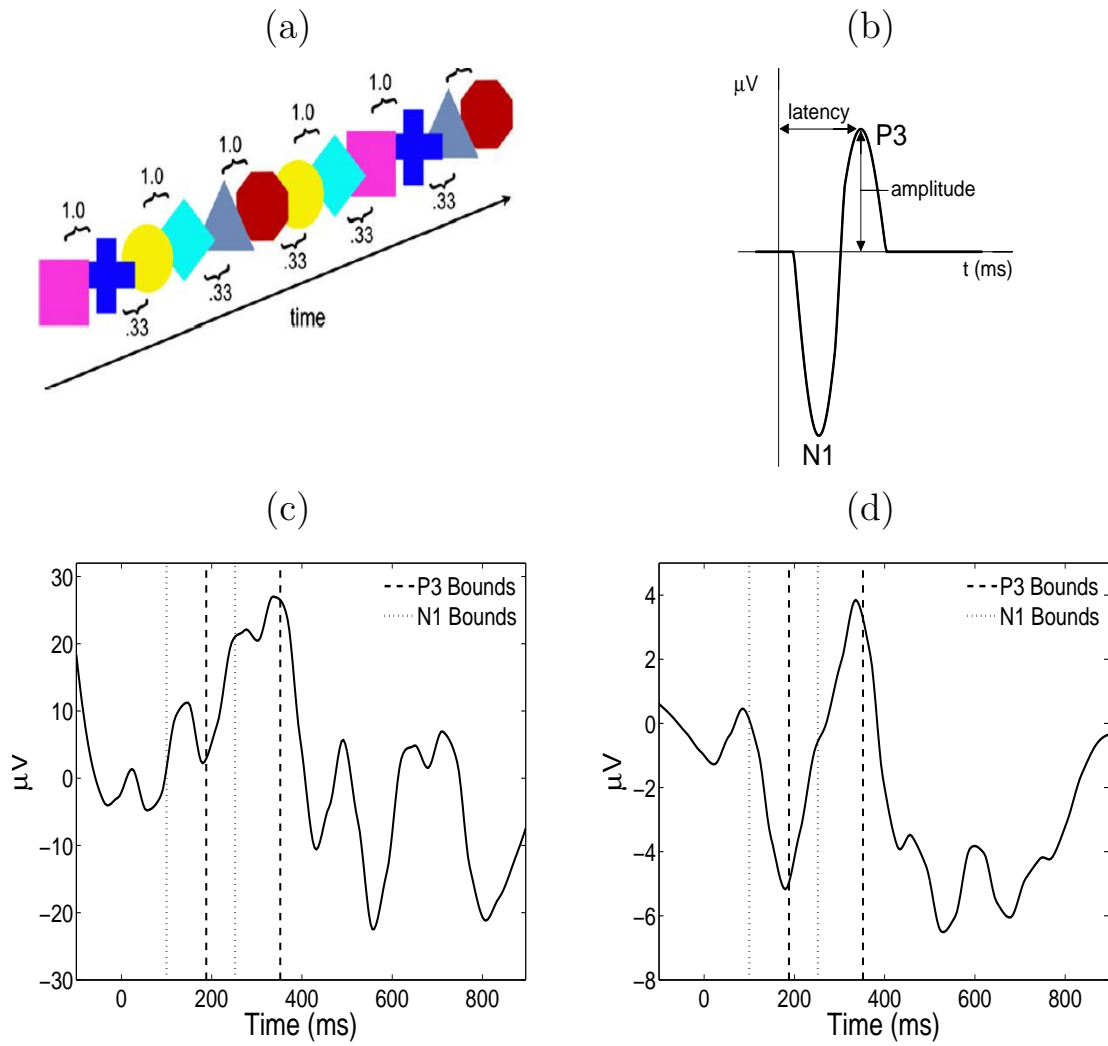 (a)
1.0
1.0
1.0
1.0
1.0
.33
.33
.33
.33
.33
time
(b)
μV
latency
P3
amplitude
t (ms)
N1
(c)
30
20
10
0
−10
−20
−30
μV
P3 Bounds
N1 Bounds
0 200 400 600 800
Time (ms)
(d)
4
2
0
−2
−4
−6
−8
μV
P3 Bounds
N1 Bounds
0 200 400 600 800
Time (ms)